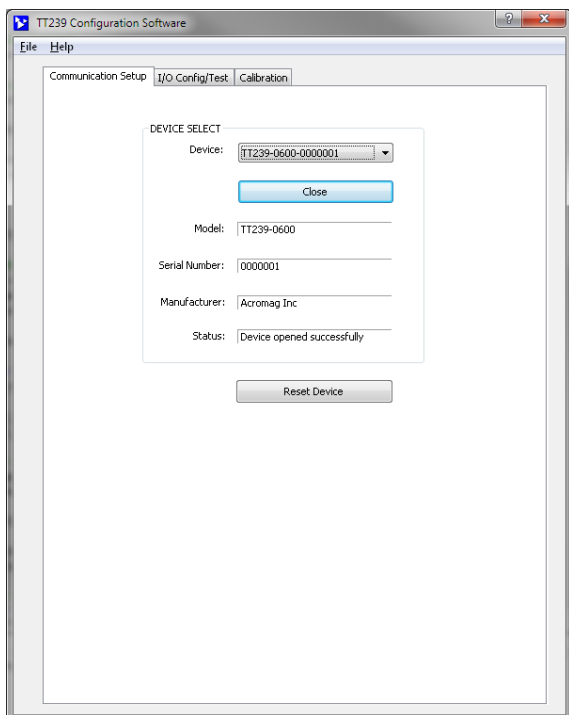 TT239 Configuration Software
File Help
Communication Setup I/O Config/Test Calibration
DEVICE SELECT
Device: TT239-0600-0000001
Close
Model: TT239-0600
Serial Number: 0000001
Manufacturer: Acromag Inc
Status: Device opened successfully
Reset Device